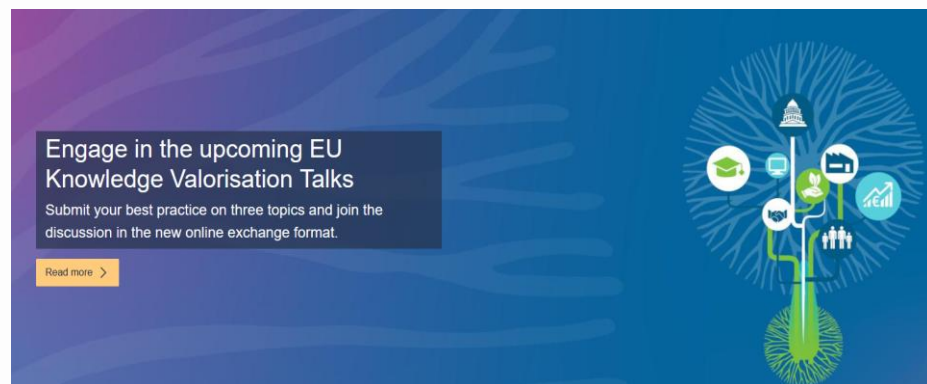 Engage in the upcoming EU
Knowledge Valorisation Talks
Submit your best practice on three topics and join the
discussion in the new online exchange format.
Read more